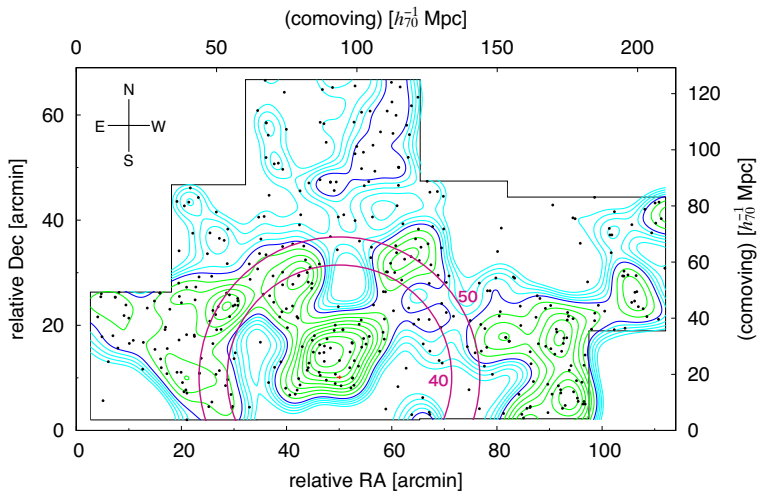 (comoving) [h₇₀⁻¹ Mpc]
0 50 100 150 200
N
E W
S
60
40
20
0
relative Dec [arcmin]
120
100
80
60
40
20
0
(comoving) [h₇₀⁻¹ Mpc]
50
40
0 20 40 60 80 100
relative RA [arcmin]